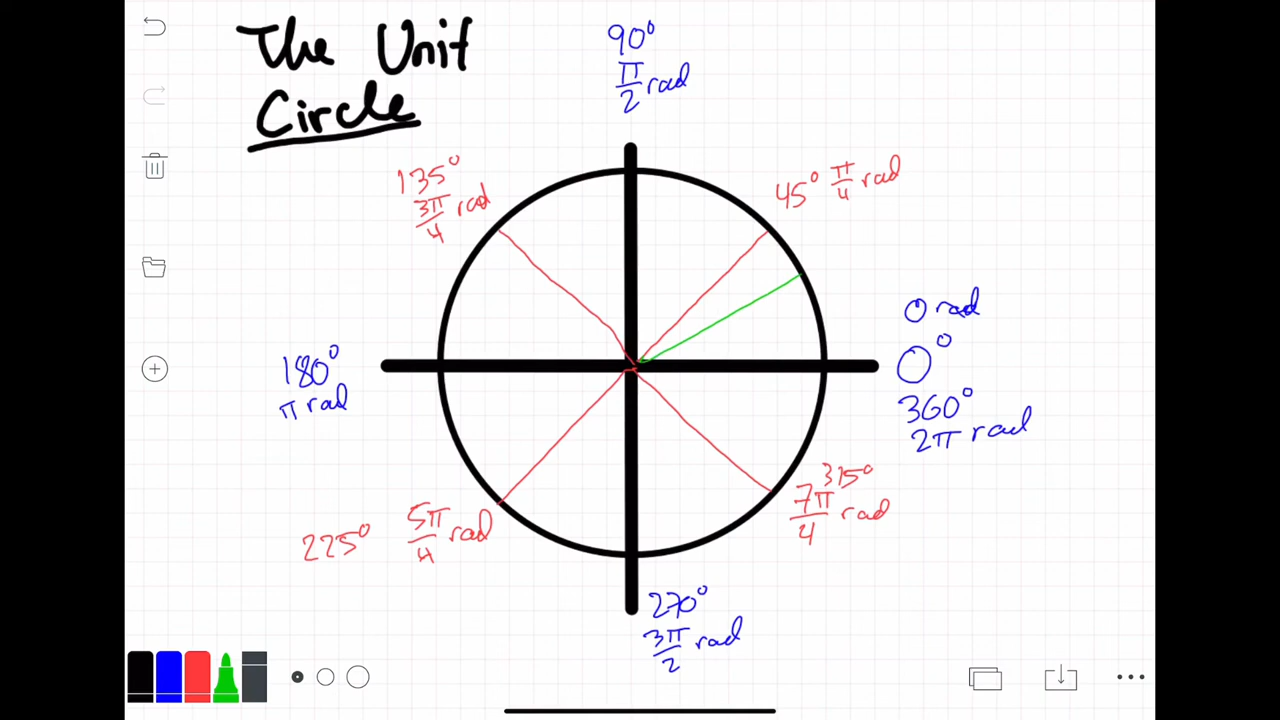 The Unit
Circle
90°
π/2 rad
135°
3π/4 rad
45° π/4 rad
0 rad
0°
360°
2π rad
180°
π rad
315°
7π/4 rad
225° 5π/4 rad
270°
3π/2 rad